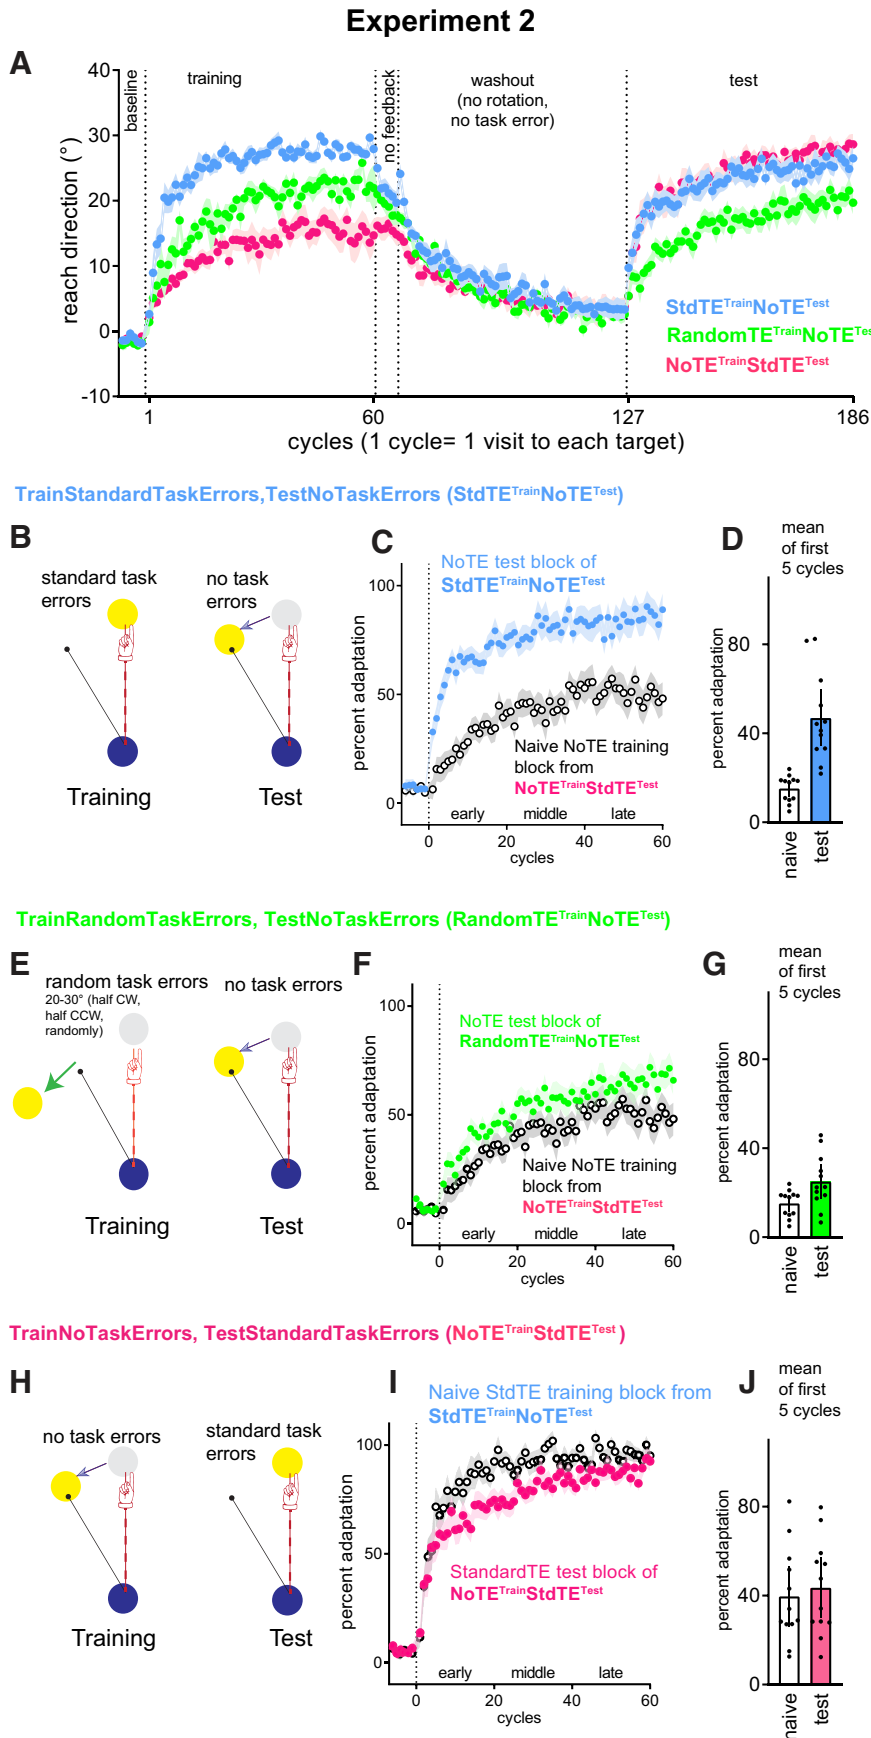 Experiment 2
A
40
30
20
10
0
-10
reach direction (°)
baseline
training
no feedback
washout
(no rotation,
no task error)
test
StdTE^Train NoTE^Test
RandomTE^Train NoTE^Tes
NoTE^Train StdTE^Test
1
60
127
186
cycles (1 cycle= 1 visit to each target)
TrainStandardTaskErrors,TestNoTaskErrors (StdTE^Train NoTE^Test)
B
standard task
errors
no task
errors
Training
Test
C
NoTE test block of
StdTE^Train NoTE^Test
100
50
0
percent adaptation
Naive NoTE training
block from
NoTE^Train StdTE^Test
early
middle
late
0
20
40
60
cycles
D
mean
of first
5 cycles
80
40
0
percent adaptation
naive
test
TrainRandomTaskErrors, TestNoTaskErrors (RandomTE^Train NoTE^Test)
E
random task errors
20-30° (half CW,
half CCW,
randomly)
no task errors
Training
Test
F
100
50
0
percent adaptation
NoTE test block of
RandomTE^Train NoTE^Test
Naive NoTE training
block from
NoTE^Train StdTE^Test
early
middle
late
0
20
40
60
cycles
G
mean
of first
5 cycles
80
40
0
percent adaptation
naive
test
TrainNoTaskErrors, TestStandardTaskErrors (NoTE^Train StdTE^Test )
H
no task errors
standard task
errors
Training
Test
I
Naive StdTE training block from
StdTE^Train NoTE^Test
100
50
0
percent adaptation
StandardTE test block of
NoTE^Train StdTE^Test
early
middle
late
0
20
40
60
cycles
J
mean
of first
5 cycles
80
40
0
percent adaptation
naive
test